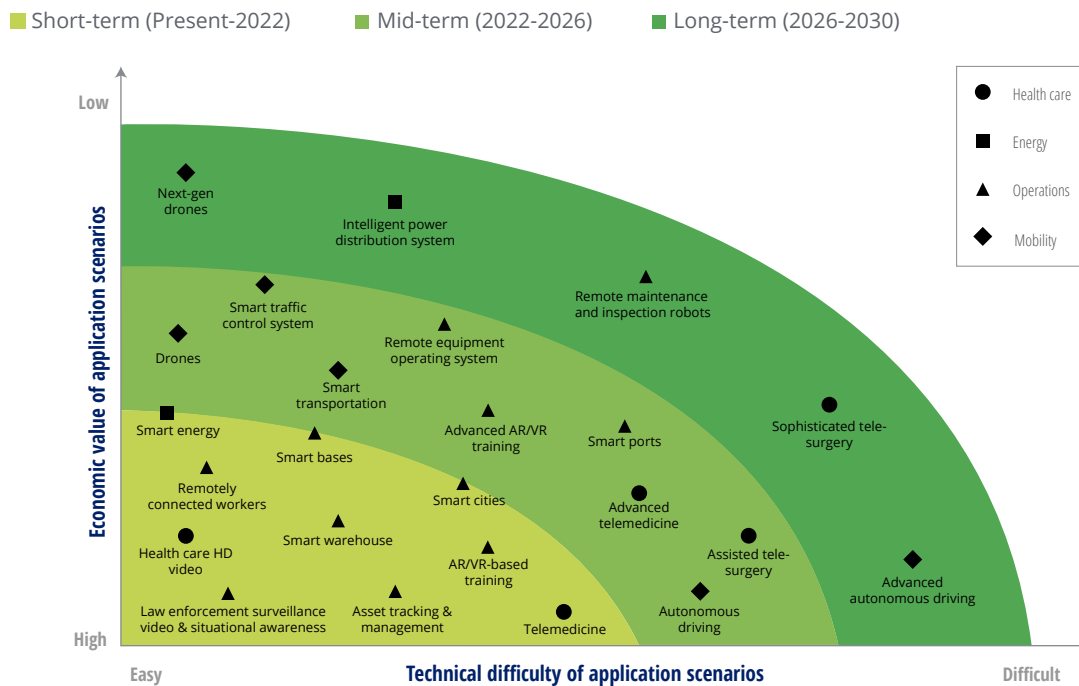 Short-term (Present-2022)
Mid-term (2022-2026)
Long-term (2026-2030)
Low
Health care
Energy
Operations
Mobility
Economic value of application scenarios
Next-gen
drones
Intelligent power
distribution system
Remote maintenance
and inspection robots
Smart traffic
control system
Drones
Remote equipment
operating system
Smart
transportation
Sophisticated tele-
surgery
Smart energy
Advanced AR/VR
training
Smart ports
Smart bases
Remotely
connected workers
Smart cities
Advanced
telemedicine
Smart warehouse
Health care HD
video
AR/VR-based
training
Assisted tele-
surgery
Advanced
autonomous driving
Law enforcement surveillance
video & situational awareness
Asset tracking &
management
Telemedicine
Autonomous
driving
High
Easy
Technical difficulty of application scenarios
Difficult